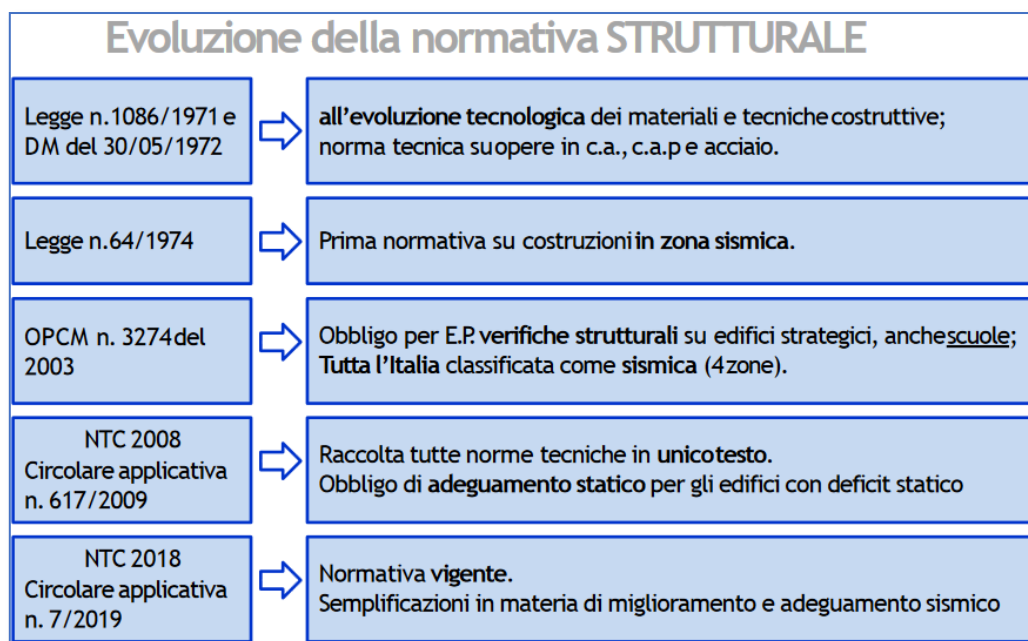 Evoluzione della normativa STRUTTURALE
Legge n.1086/1971 e
DM del 30/05/1972
all'evoluzione tecnologica dei materiali e tecniche costruttive;
norma tecnica su opere in c.a., c.a.p e acciaio.
Legge n.64/1974
Prima normativa su costruzioni in zona sismica.
OPCM n. 3274 del
2003
Obbligo per E.P. verifiche strutturali su edifici strategici, anche scuole;
Tutta l'Italia classificata come sismica (4 zone).
NTC 2008
Circolare applicativa
n. 617/2009
Raccolta tutte norme tecniche in unico testo.
Obbligo di adeguamento statico per gli edifici con deficit statico
NTC 2018
Circolare applicativa
n. 7/2019
Normativa vigente.
Semplificazioni in materia di miglioramento e adeguamento sismico